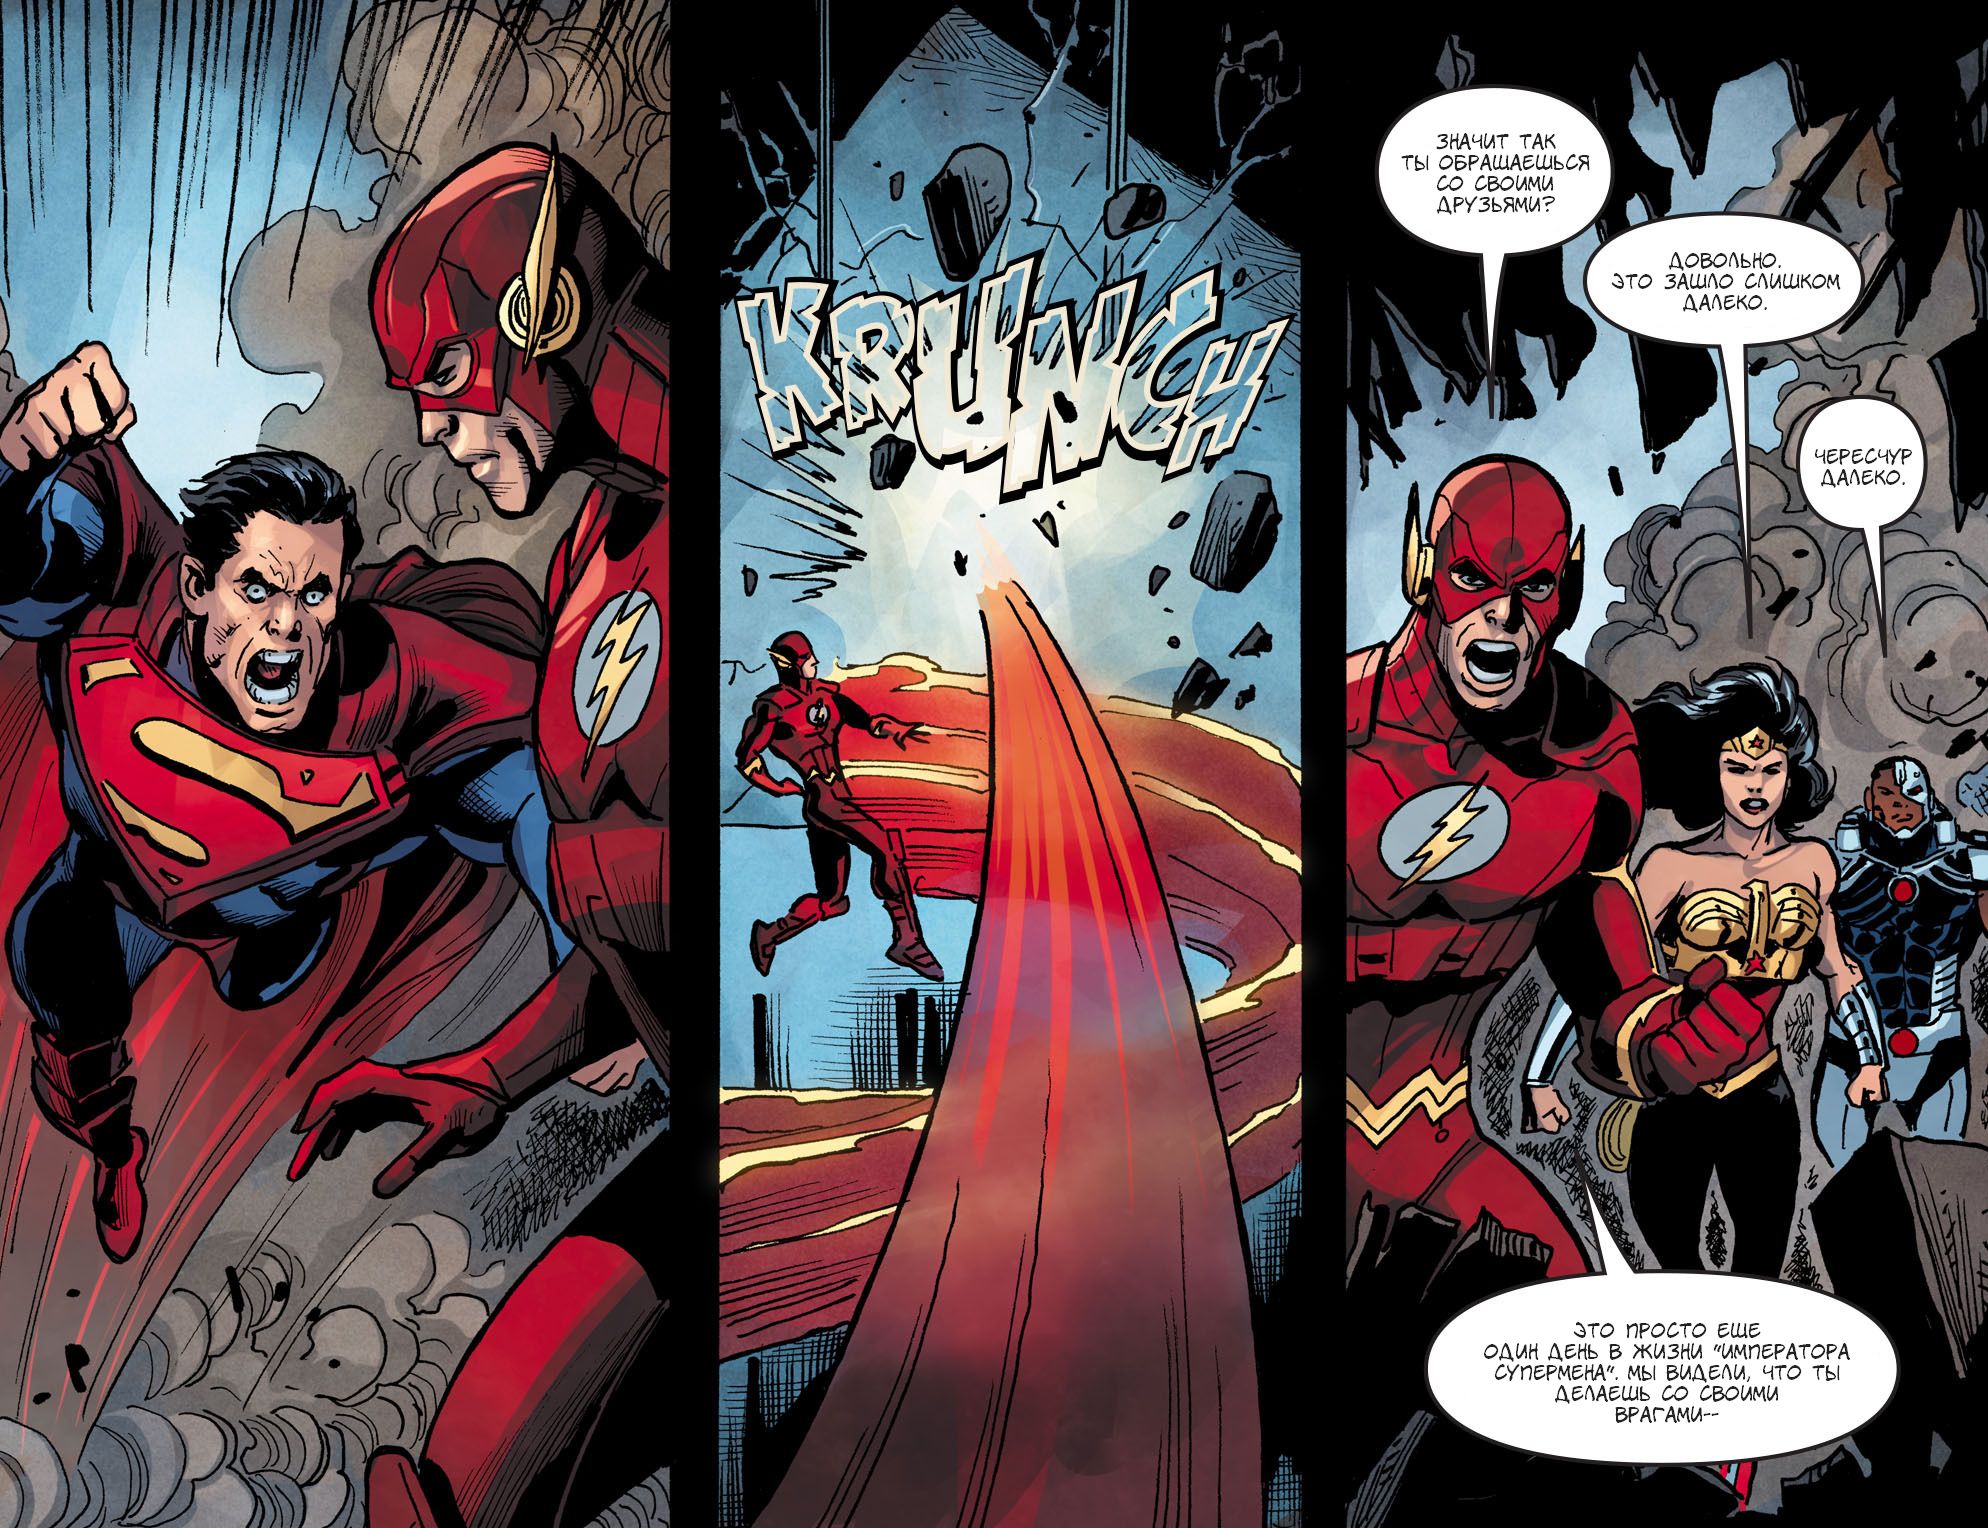 KRUNCH
ЗНАЧИТ ТАК
ТЫ ОБРАЩАЕШЬСЯ
СО СВОИМИ
ДРУЗЬЯМИ?
ДОВОЛЬНО.
ЭТО ЗАШЛО СЛИШКОМ
ДАЛЕКО.
ЧЕРЕСЧУР
ДАЛЕКО.
ЭТО ПРОСТО ЕЩЕ
ОДИН ДЕНЬ В ЖИЗНИ "ИМПЕРАТОРА
СУПЕРМЕНА". МЫ ВИДЕЛИ, ЧТО ТЫ
ДЕЛАЕШЬ СО СВОИМИ
ВРАГАМИ--